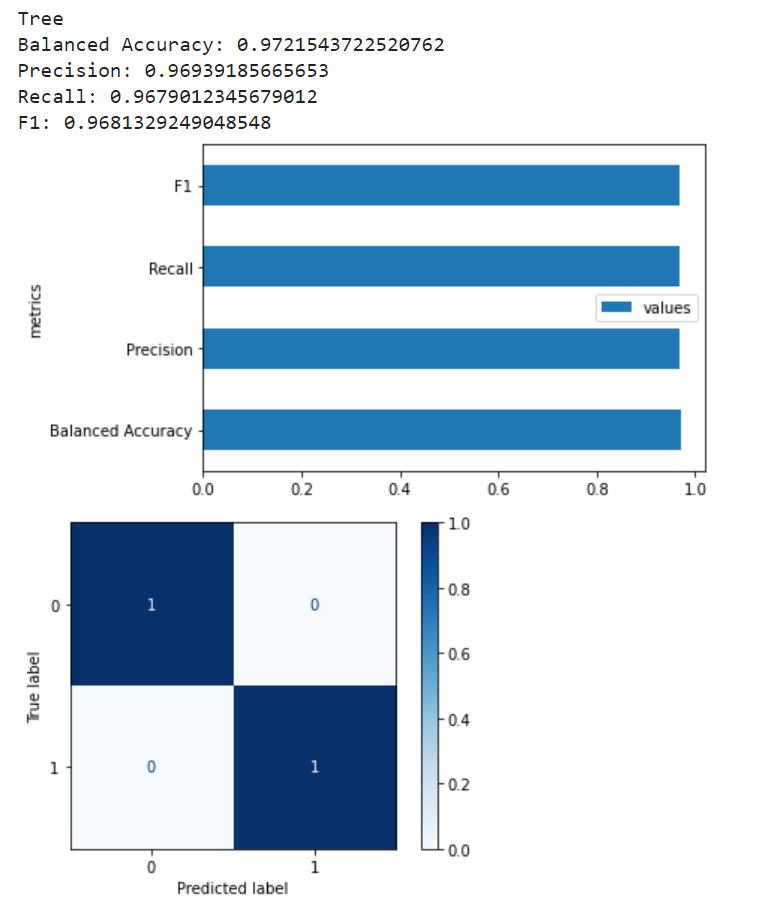 Tree
Balanced Accuracy: 0.9721543722520762
Precision: 0.96939185665653
Recall: 0.9679012345679012
F1: 0.9681329249048548
F1
Recall
metrics
values
Precision
Balanced Accuracy
0.0 0.2 0.4 0.6 0.8 1.0
1.0
0.8
0 1 0
0.6
True label
0.4
1 0 1
0.2
0.0
0 1
Predicted label